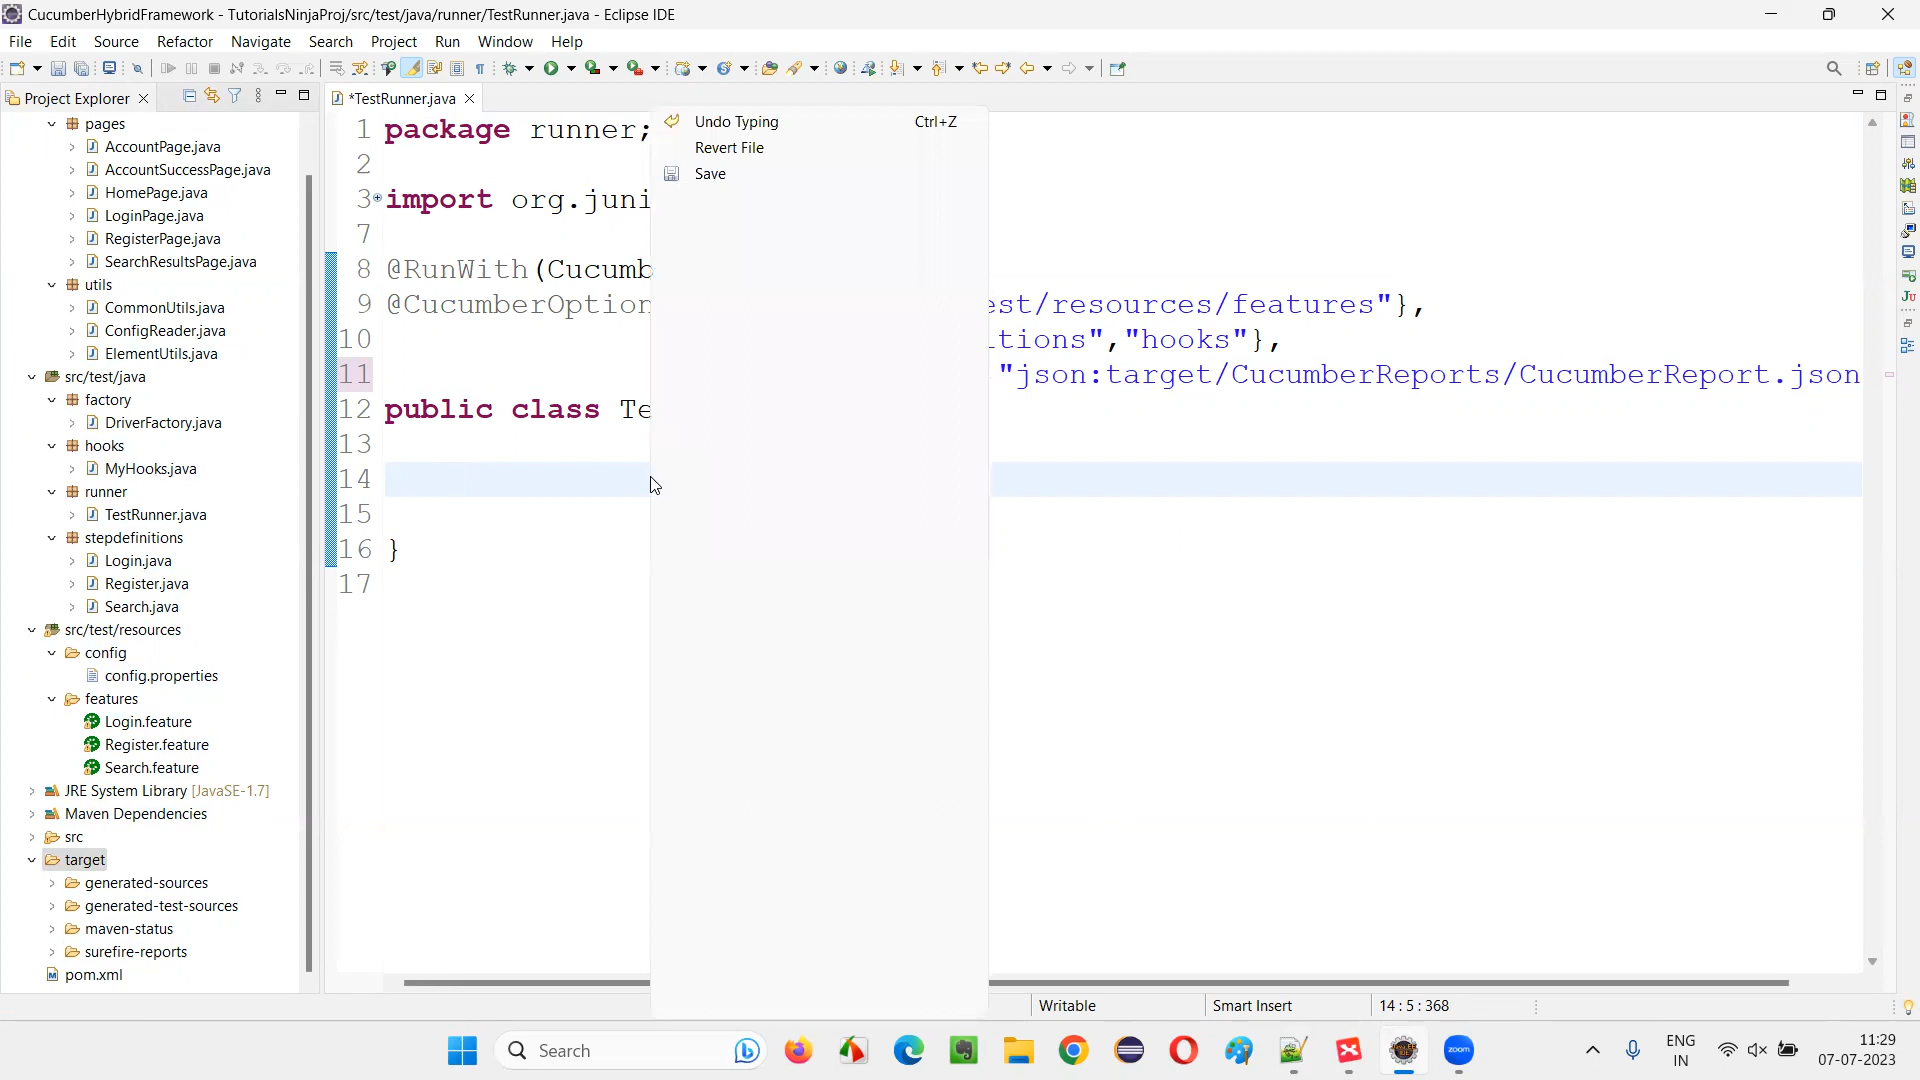 CucumberHybridFramework - TutorialsNinjaProj/src/test/java/runner/TestRunner.java - Eclipse IDE
File Edit Source Refactor Navigate Search Project Run Window Help
Project Explorer
*TestRunner.java
pages
AccountPage.java
AccountSuccessPage.java
HomePage.java
LoginPage.java
RegisterPage.java
SearchResultsPage.java
utils
CommonUtils.java
ConfigReader.java
ElementUtils.java
src/test/java
factory
DriverFactory.java
hooks
MyHooks.java
runner
TestRunner.java
stepdefinitions
Login.java
Register.java
Search.java
src/test/resources
config
config.properties
features
Login.feature
Register.feature
Search.feature
JRE System Library [JavaSE-1.7]
Maven Dependencies
src
target
generated-sources
generated-test-sources
maven-status
surefire-reports
pom.xml
1 package runner;
2
3 import org.juni
7
8 @RunWith(Cucumb
9 @CucumberOption est/resources/features"},
10 itions","hooks"},
11 "json:target/CucumberReports/CucumberReport.json
12 public class Te
13
14
15
16 }
17
Undo Typing Ctrl+Z
Revert File
Save
Writable Smart Insert 14 : 5 : 368
Search
zoom
ENG
IN
11:29
07-07-2023